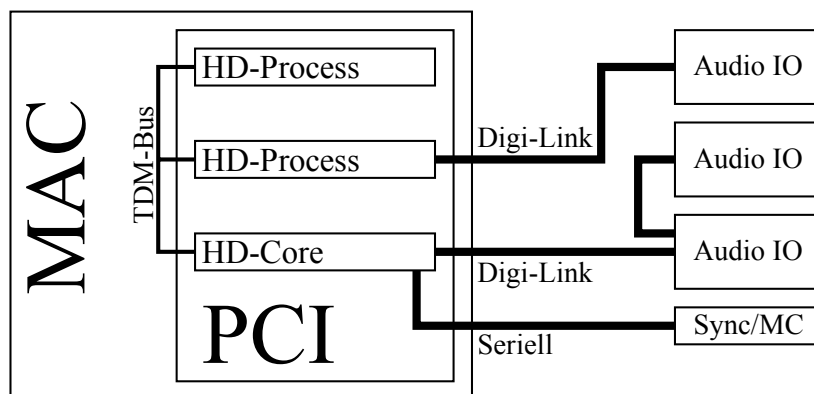 MAC
TDM-Bus
HD-Process
HD-Process
HD-Core
PCI
Digi-Link
Digi-Link
Seriell
Audio IO
Audio IO
Audio IO
Sync/MC